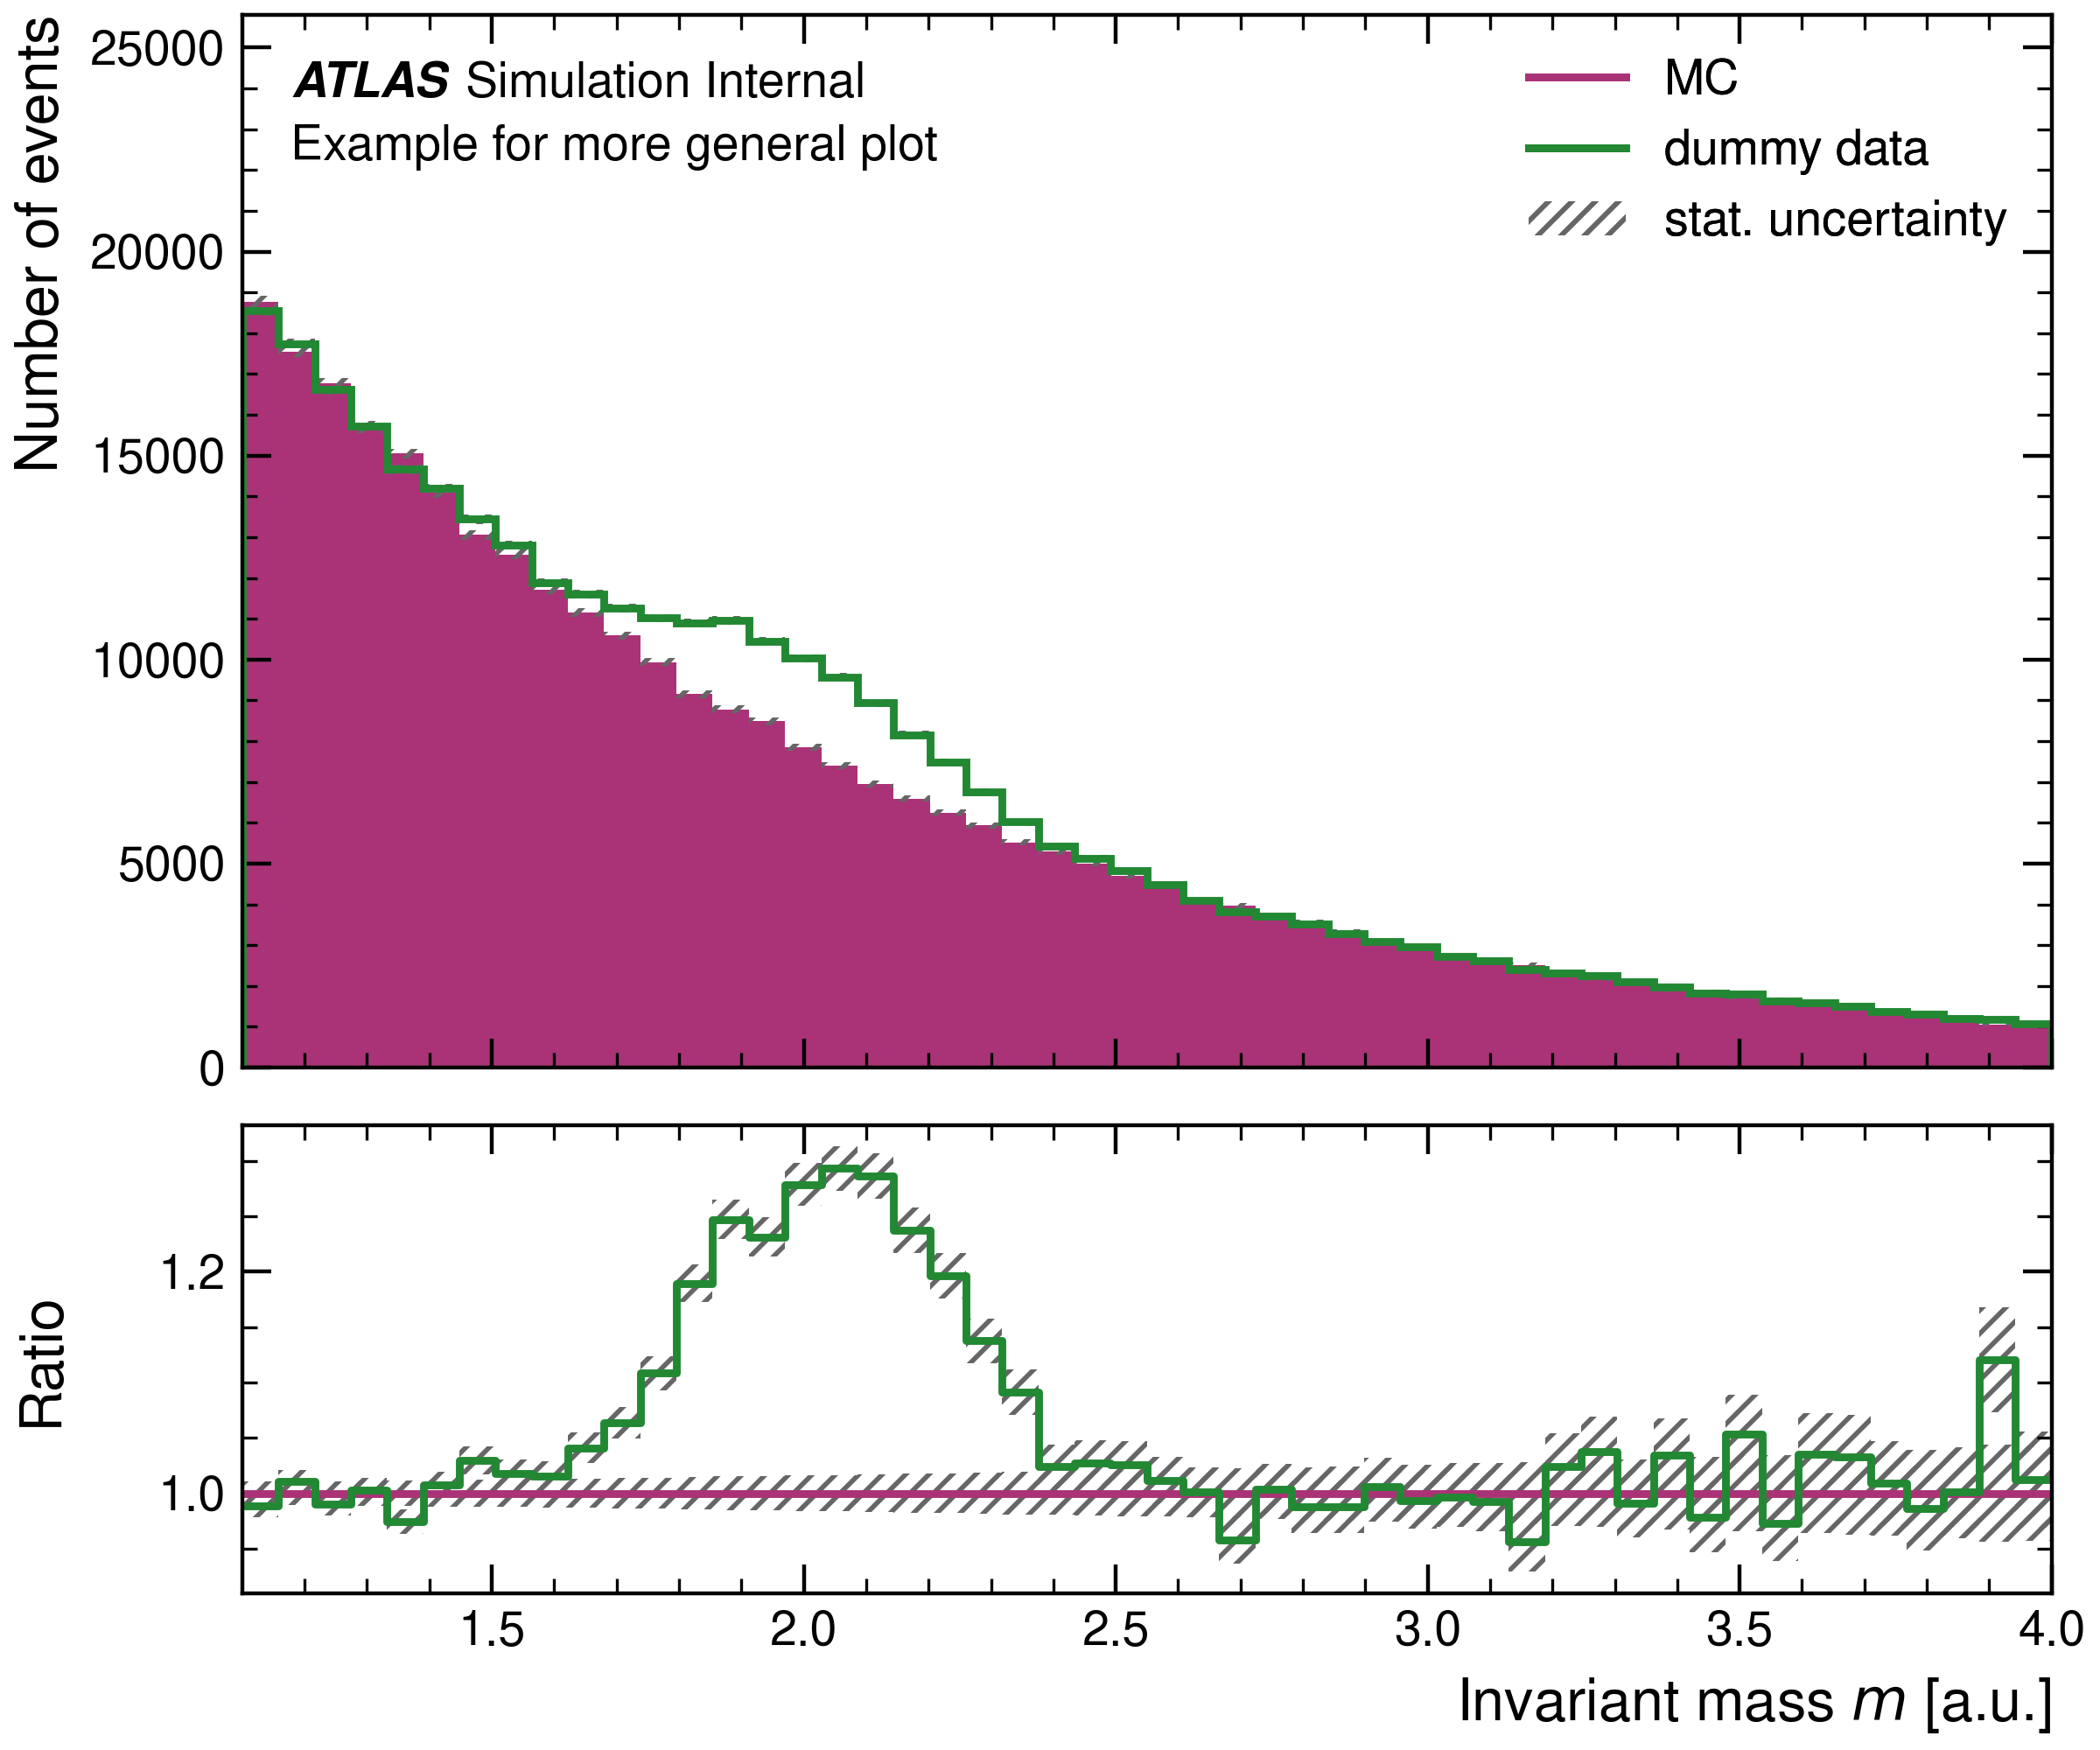 ATLAS Simulation Internal
Example for more general plot
MC
dummy data
stat. uncertainty
Number of events
25000
20000
15000
10000
5000
0
Ratio
1.2
1.0
1.5 2.0 2.5 3.0 3.5 4.0
Invariant mass m [a.u.]